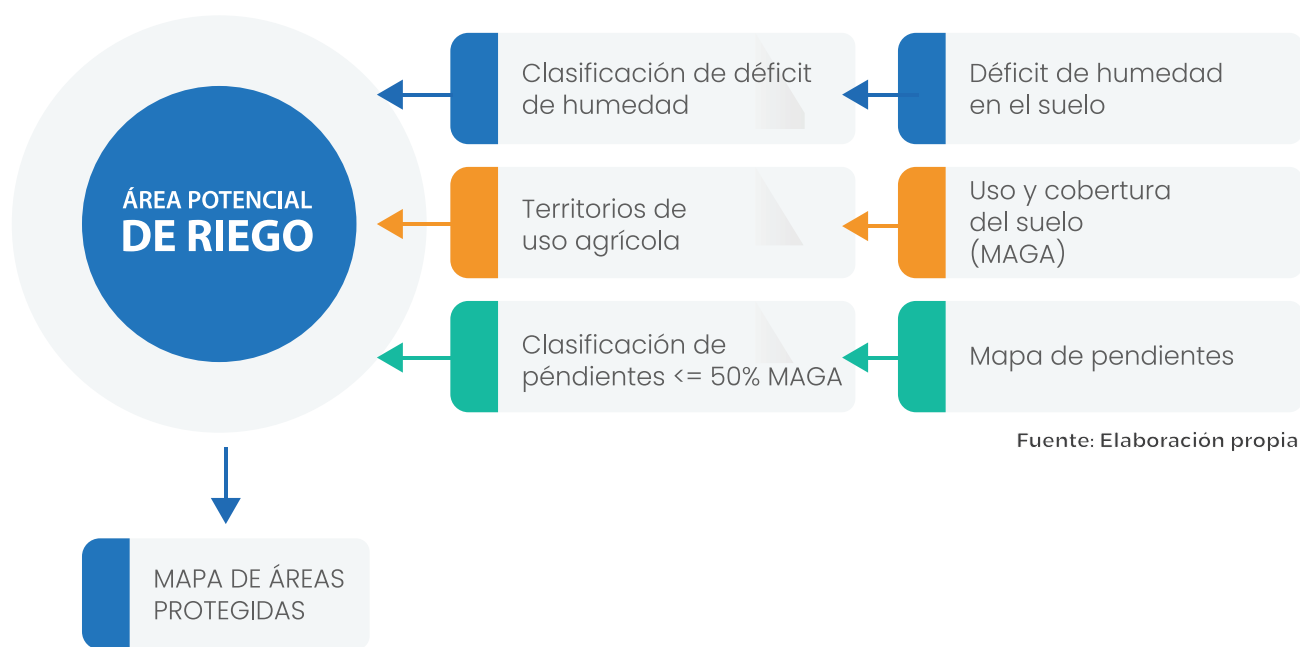 ÁREA POTENCIAL
DE RIEGO
Clasificación de déficit
de humedad
Déficit de humedad
en el suelo
Territorios de
uso agrícola
Uso y cobertura
del suelo
(MAGA)
Clasificación de
péndientes <= 50% MAGA
Mapa de pendientes
Fuente: Elaboración propia
MAPA DE ÁREAS
PROTEGIDAS